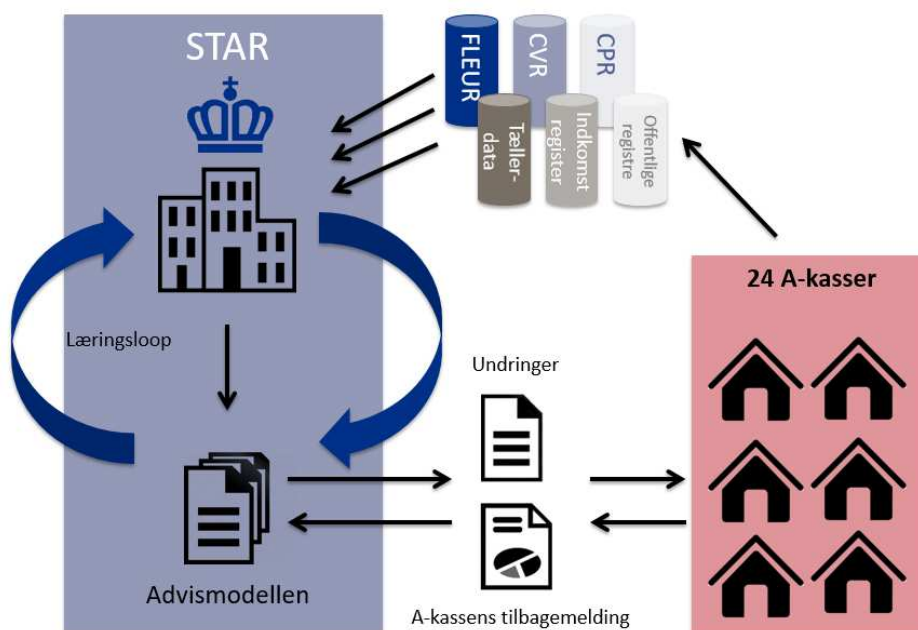 STAR
FLEUR
CVR
CPR
Tæller-
data
Indkomst
register
Offentlige
registre
24 A-kasser
Læringsloop
Undringer
Advismodellen
A-kassens tilbagemelding